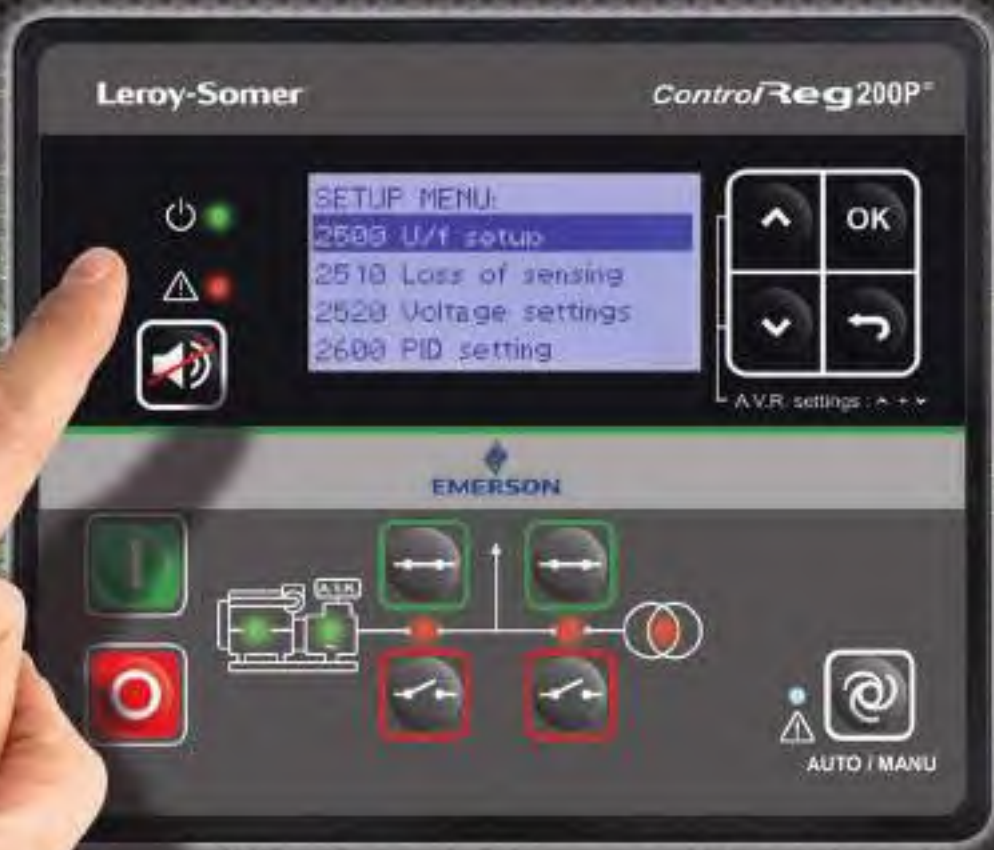 Leroy-Somer
ControlReg200P®
SETUP MENU:
2500 U/f setup
2510 Loss of sensing
2520 Voltage settings
2600 PID setting
OK
A.V.R. settings :
EMERSON
A.V.R.
AUTO / MANU